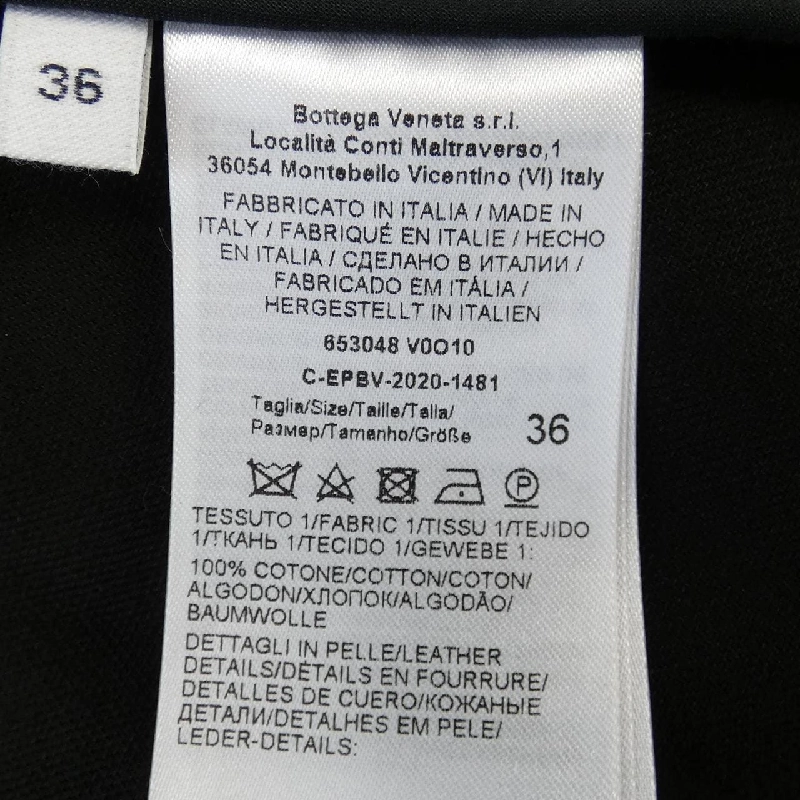 36
Bottega Veneta s.r.l.
Località Conti Maltraverso,1
36054 Montebello Vicentino (VI) Italy
FABBRICATO IN ITALIA / MADE IN
ITALY / FABRIQUÉ EN ITALIE / HECHO
EN ITALIA / СДЕЛАНО В ИТАЛИИ /
FABRICADO EM ITÁLIA /
HERGESTELLT IN ITALIEN
653048 V0O10
C-EPBV-2020-1481
Taglia/Size/Taille/Talla/
Размер/Tamanho/Größe 36
P
TESSUTO 1/FABRIC 1/TISSU 1/TEJIDO
1/ТКАНЬ 1/TECIDO 1/GEWEBE 1:
100% COTONE/COTTON/COTON/
ALGODON/ХЛОПОК/ALGODÃO/
BAUMWOLLE
DETTAGLI IN PELLE/LEATHER
DETAILS/DÉTAILS EN FOURRURE/
DETALLES DE CUERO/КОЖАНЫЕ
ДЕТАЛИ/DETALHES EM PELE/
LEDER-DETAILS: